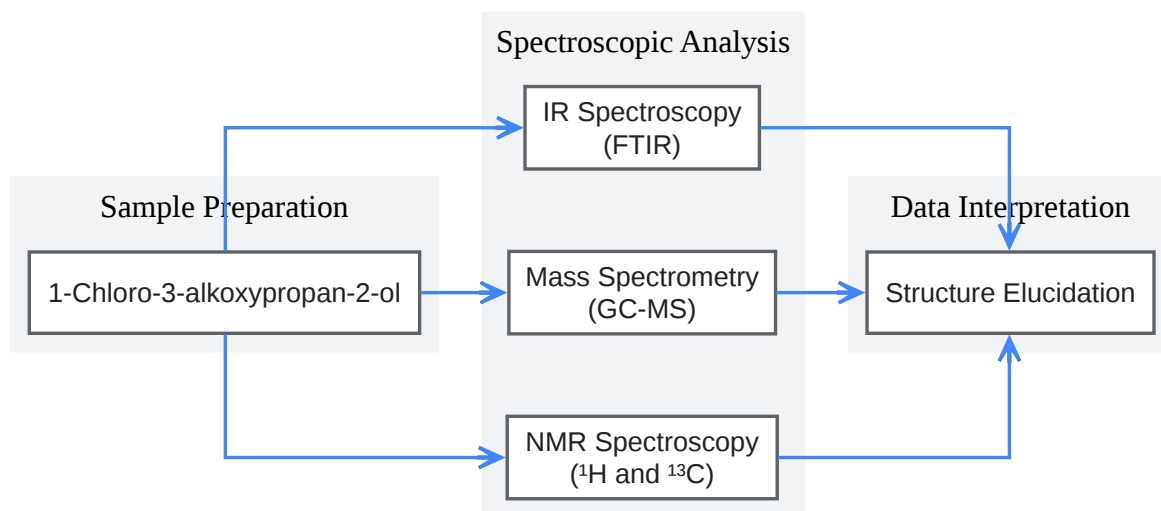 Spectroscopic Analysis
IR Spectroscopy
(FTIR)
Sample Preparation
Data Interpretation
1-Chloro-3-alkoxypropan-2-ol
Mass Spectrometry
(GC-MS)
Structure Elucidation
NMR Spectroscopy
(¹H and ¹³C)